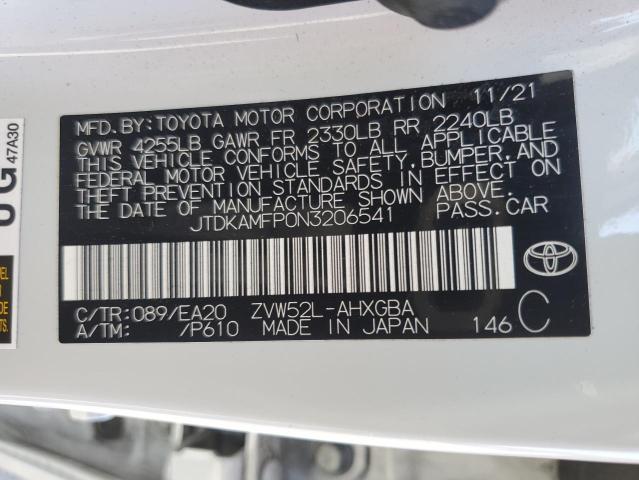 MFD. BY: TOYOTA MOTOR CORPORATION 11/21
GVWR 4255LB GAWR FR 2330LB RR 2240LB
THIS VEHICLE CONFORMS TO ALL APPLICABLE
FEDERAL MOTOR VEHICLE SAFETY, BUMPER, AND
THEFT PREVENTION STANDARDS IN EFFECT ON
THE DATE OF MANUFACTURE SHOWN ABOVE.
JTDKAMFP0N3206541 PASS. CAR
C/TR: 089/EA20 ZVW52L-AHXGBA
A/TM: /P610 MADE IN JAPAN 146 C
47A30